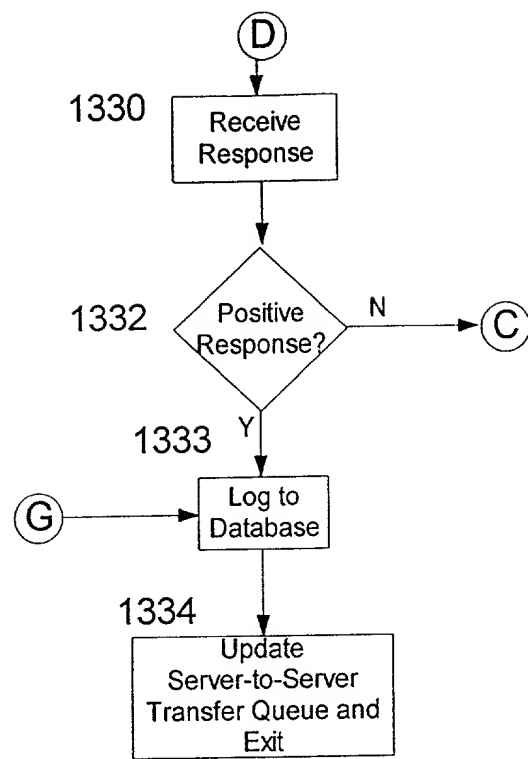 D
1330
Receive
Response
1332
Positive
Response?
N
C
Y
1333
G
Log to
Database
1334
Update
Server-to-Server
Transfer Queue and
Exit